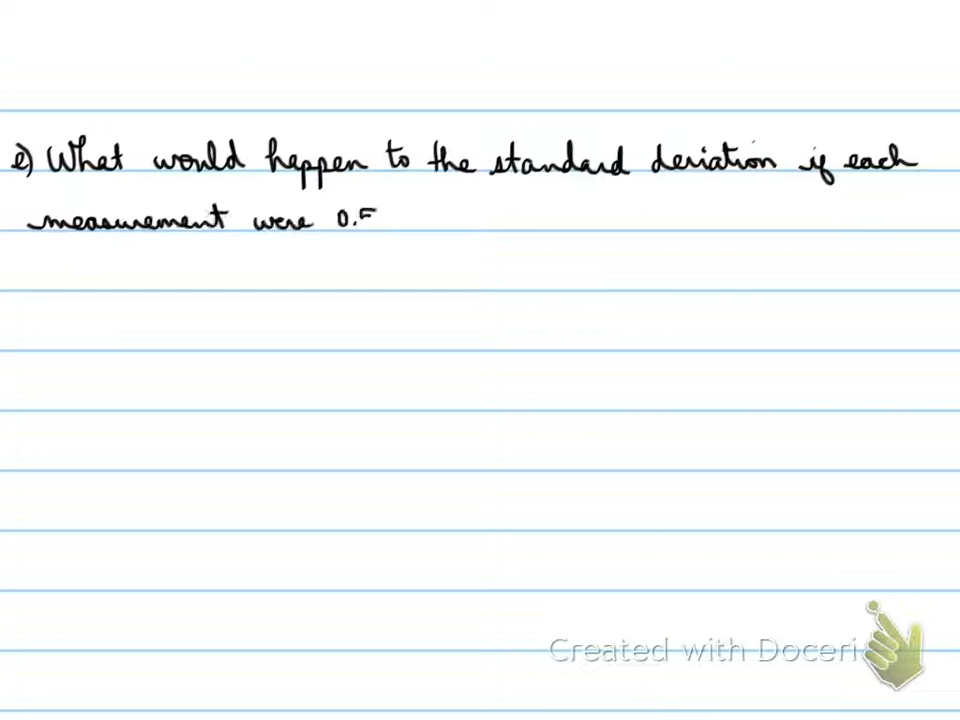 e) What would happen to the standard deviation if each
measurement were 0.5
Created with Doceri